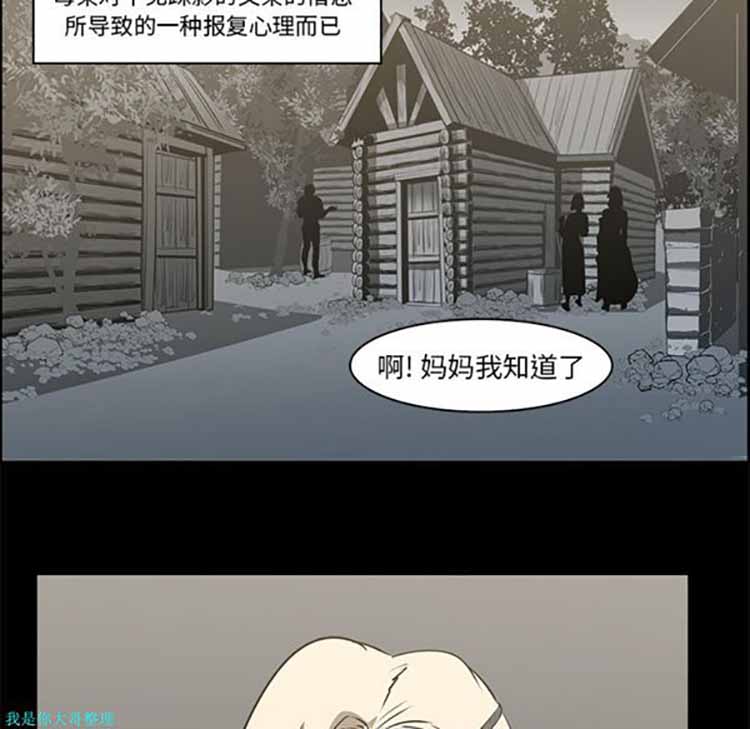 所导致的一种报复心理而已
啊! 妈妈我知道了
我是你大哥整理